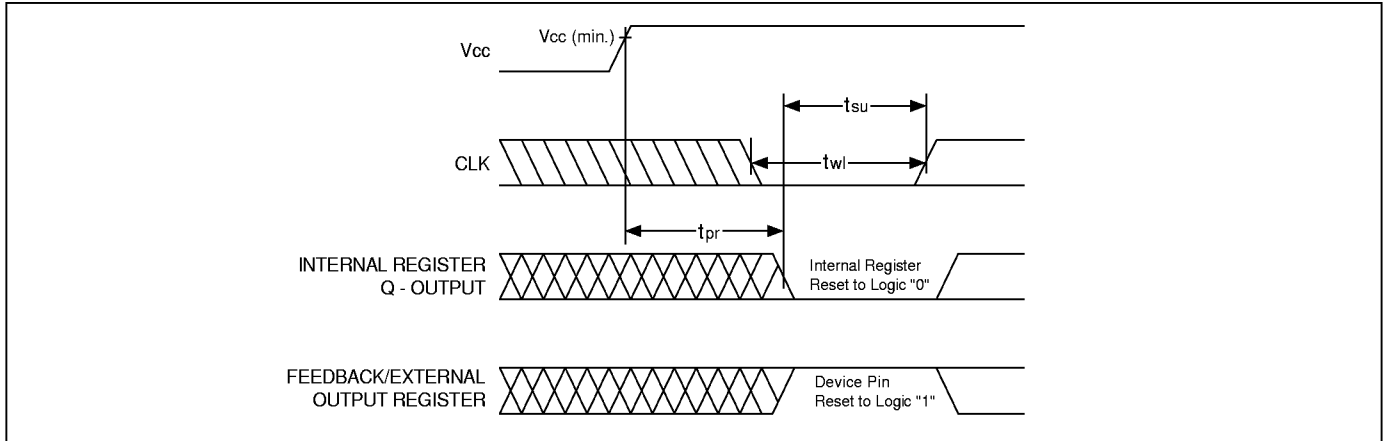 Vcc
Vcc (min.)
tsu
CLK
twl
tpr
INTERNAL REGISTER
Q - OUTPUT
Internal Register
Reset to Logic "0"
FEEDBACK/EXTERNAL
OUTPUT REGISTER
Device Pin
Reset to Logic "1"